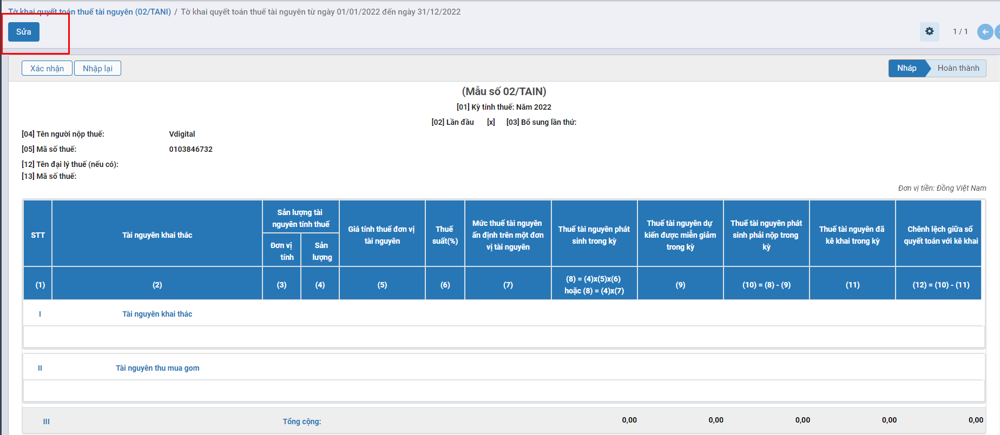 Tờ khai quyết toán thuế tài nguyên (02/TANI) / Tờ khai quyết toán thuế tài nguyên từ ngày 01/01/2022 đến ngày 31/12/2022
Sửa
1 / 1
Xác nhận
Nhập lại
Nháp
Hoàn thành
(Mẫu số 02/TAIN)
[01] Kỳ tính thuế: Năm 2022
[02] Lần đầu [x] [03] Bổ sung lần thứ:
[04] Tên người nộp thuế: Vdigital
[05] Mã số thuế: 0103846732
[12] Tên đại lý thuế (nếu có):
[13] Mã số thuế:
Đơn vị tiền: Đồng Việt Nam
STT
Tài nguyên khai thác
Sản lượng tài
nguyên tính thuế
Đơn vị
tính
Sản
lượng
Giá tính thuế đơn vị
tài nguyên
Thuế
suất(%)
Mức thuế tài nguyên
ấn định trên một đơn
vị tài nguyên
Thuế tài nguyên phát
sinh trong kỳ
Thuế tài nguyên dự
kiến được miễn giảm
trong kỳ
Thuế tài nguyên phát
sinh phải nộp trong
kỳ
Thuế tài nguyên đã
kê khai trong kỳ
Chênh lệch giữa số
quyết toán với kê khai
(1)
(2)
(3)
(4)
(5)
(6)
(7)
(8) = (4)x(5)x(6)
hoặc (8) = (4)x(7)
(9)
(10) = (8) - (9)
(11)
(12) = (10) - (11)
I Tài nguyên khai thác
II Tài nguyên thu mua gom
III Tổng cộng: 0,00 0,00 0,00 0,00 0,00